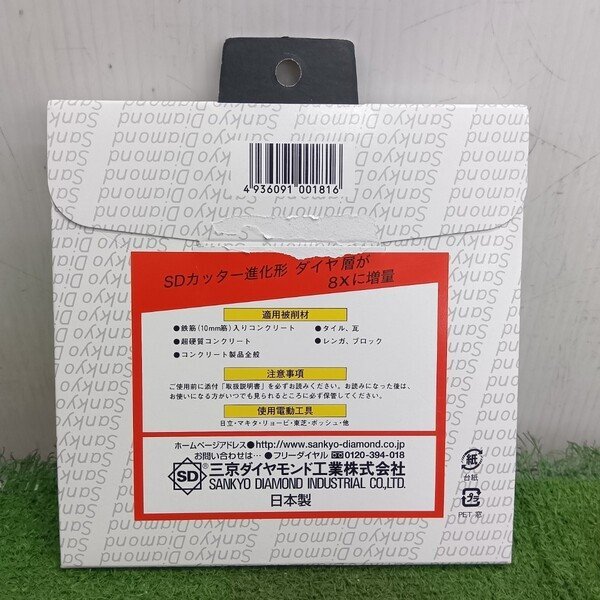 4 936091 001816
SDカッター進化形 ダイヤ層が
8Xに増量
適用被削材
●鉄筋(10mm筋)入りコンクリート ●タイル、瓦
●超硬質コンクリート ●レンガ、ブロック
●コンクリート製品全般
注意事項
ご使用前に添付「取扱説明書」を必ずお読みください。お読みになった後は、
お使いになる方がいつでも見られるところに必ず保管してください。
使用電動工具
日立・マキタ・リョービ・東芝・ボッシュ・他
ホームページアドレス●http://www.sankyo-diamond.co.jp
お問い合わせは…●フリーダイヤル 0120-394-018
SD 三京ダイヤモンド工業株式会社
SANKYO DIAMOND INDUSTRIAL CO.,LTD.
日本製
紙
台紙
プラ
PET:窓
Sankyo Diamond